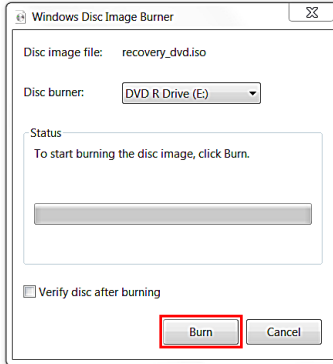 Windows Disc Image Burner
Disc image file: recovery_dvd.iso
Disc burner: DVD R Drive (E:)
Status
To start burning the disc image, click Burn.
Verify disc after burning
Burn Cancel